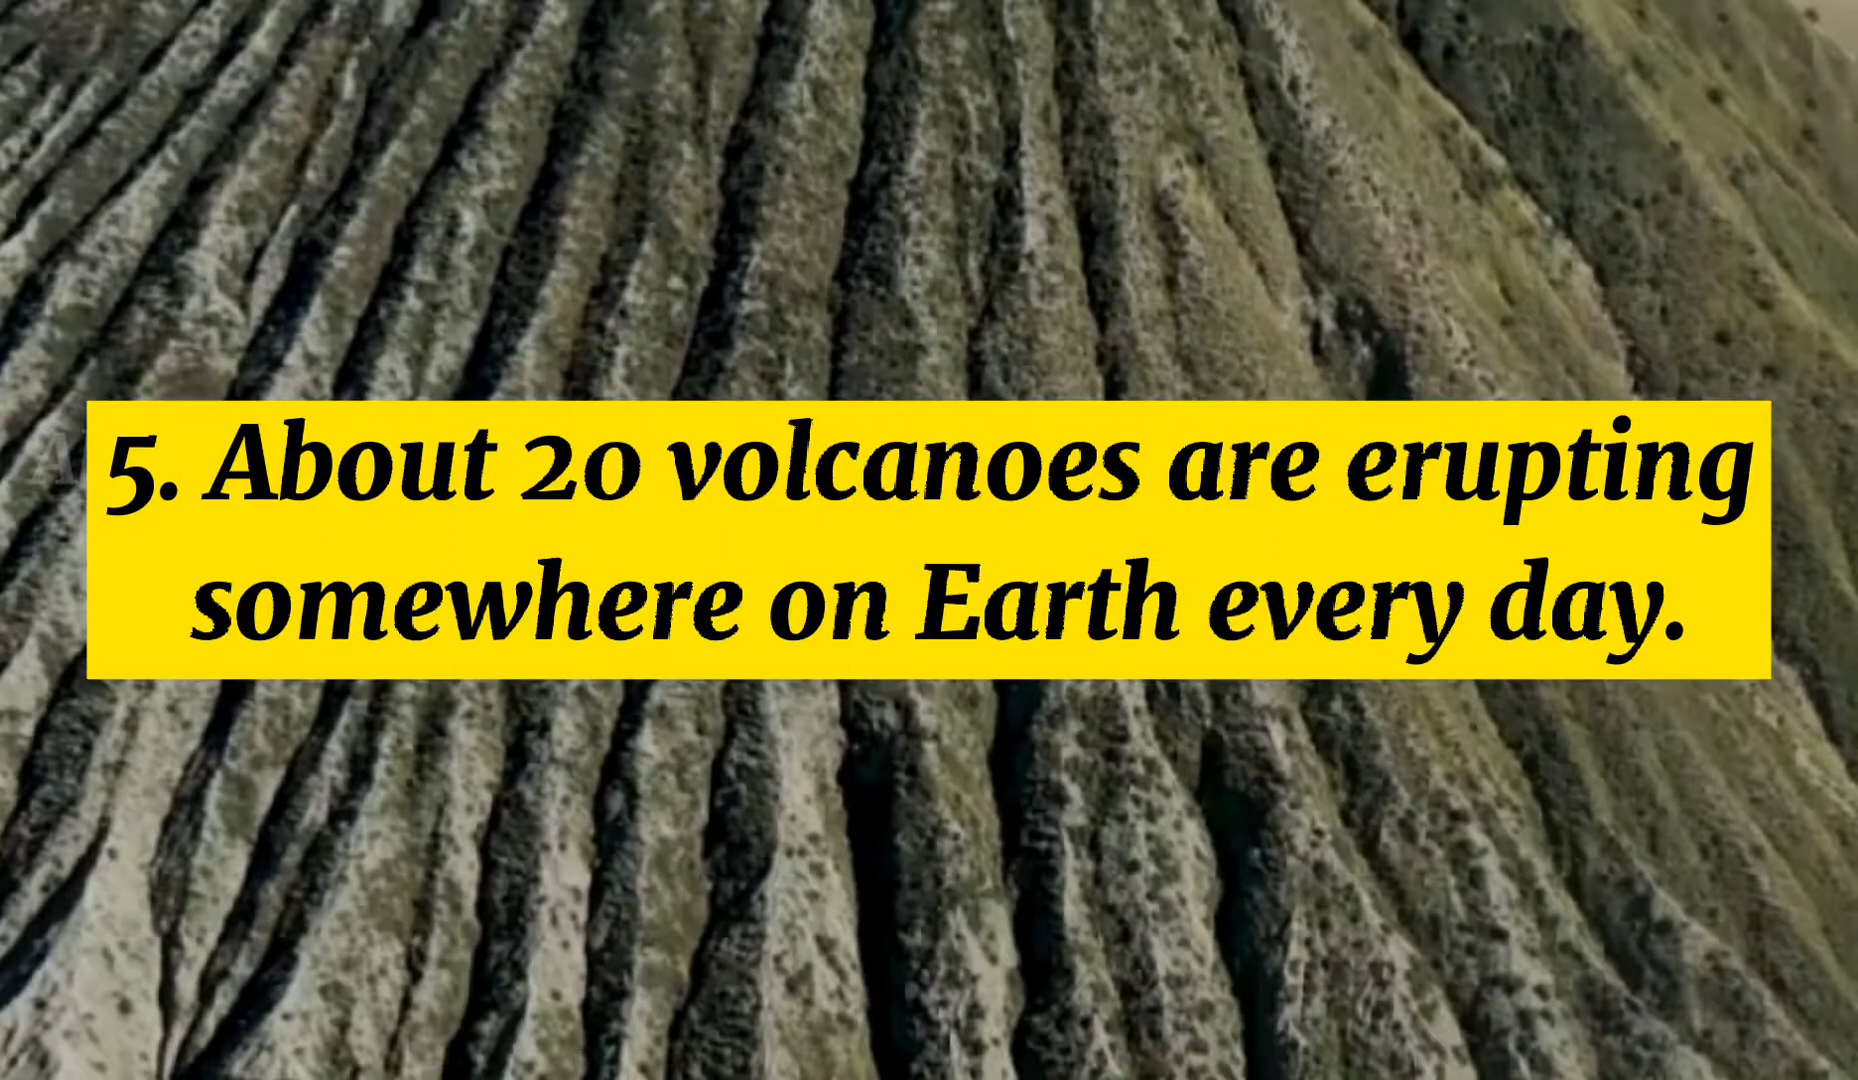 5. About 20 volcanoes are erupting
somewhere on Earth every day.